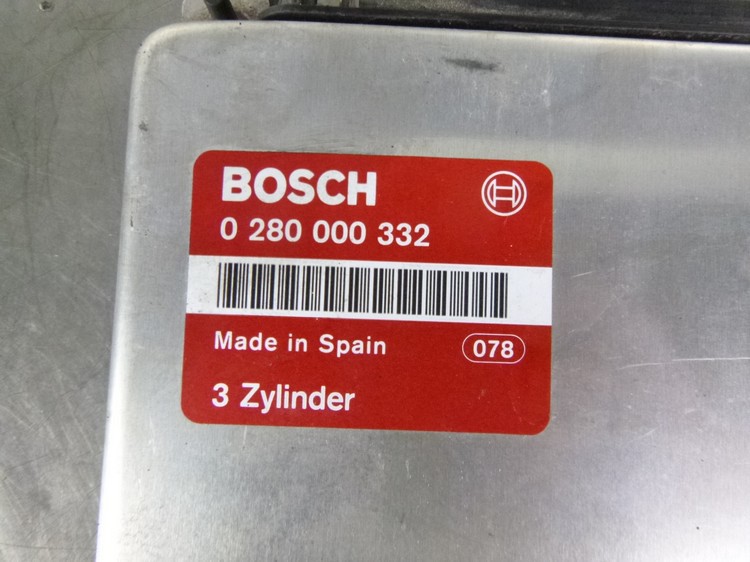 BOSCH
0 280 000 332
Made in Spain 078
3 Zylinder